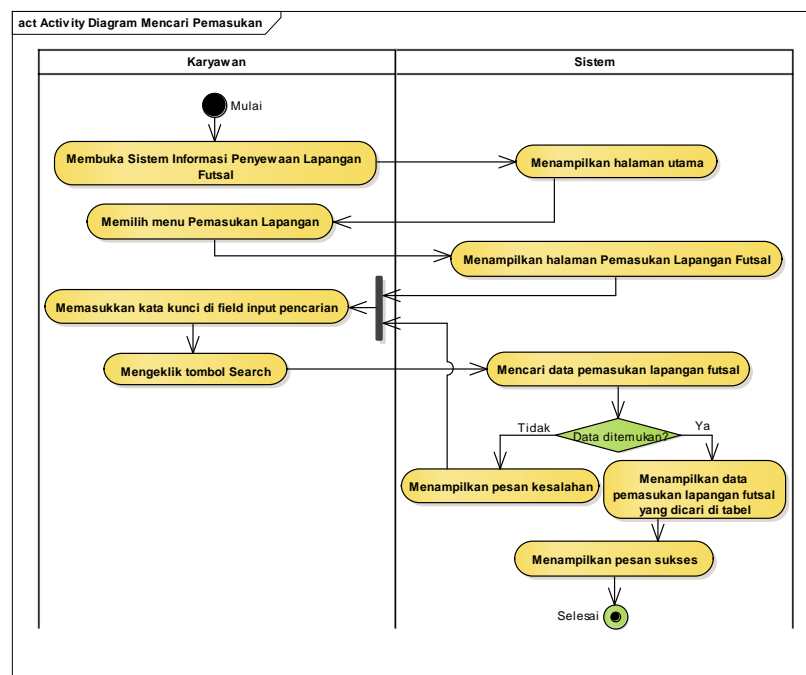 act Activity Diagram Mencari Pemasukan
Karyawan
Sistem
Mulai
Membuka Sistem Informasi Penyewaan Lapangan
Futsal
Menampilkan halaman utama
Memilih menu Pemasukan Lapangan
Menampilkan halaman Pemasukan Lapangan Futsal
Memasukkan kata kunci di field input pencarian
Mengeklik tombol Search
Mencari data pemasukan lapangan futsal
Data ditemukan?
Tidak
Ya
Menampilkan pesan kesalahan
Menampilkan data
pemasukan lapangan futsal
yang dicari di tabel
Menampilkan pesan sukses
Selesai